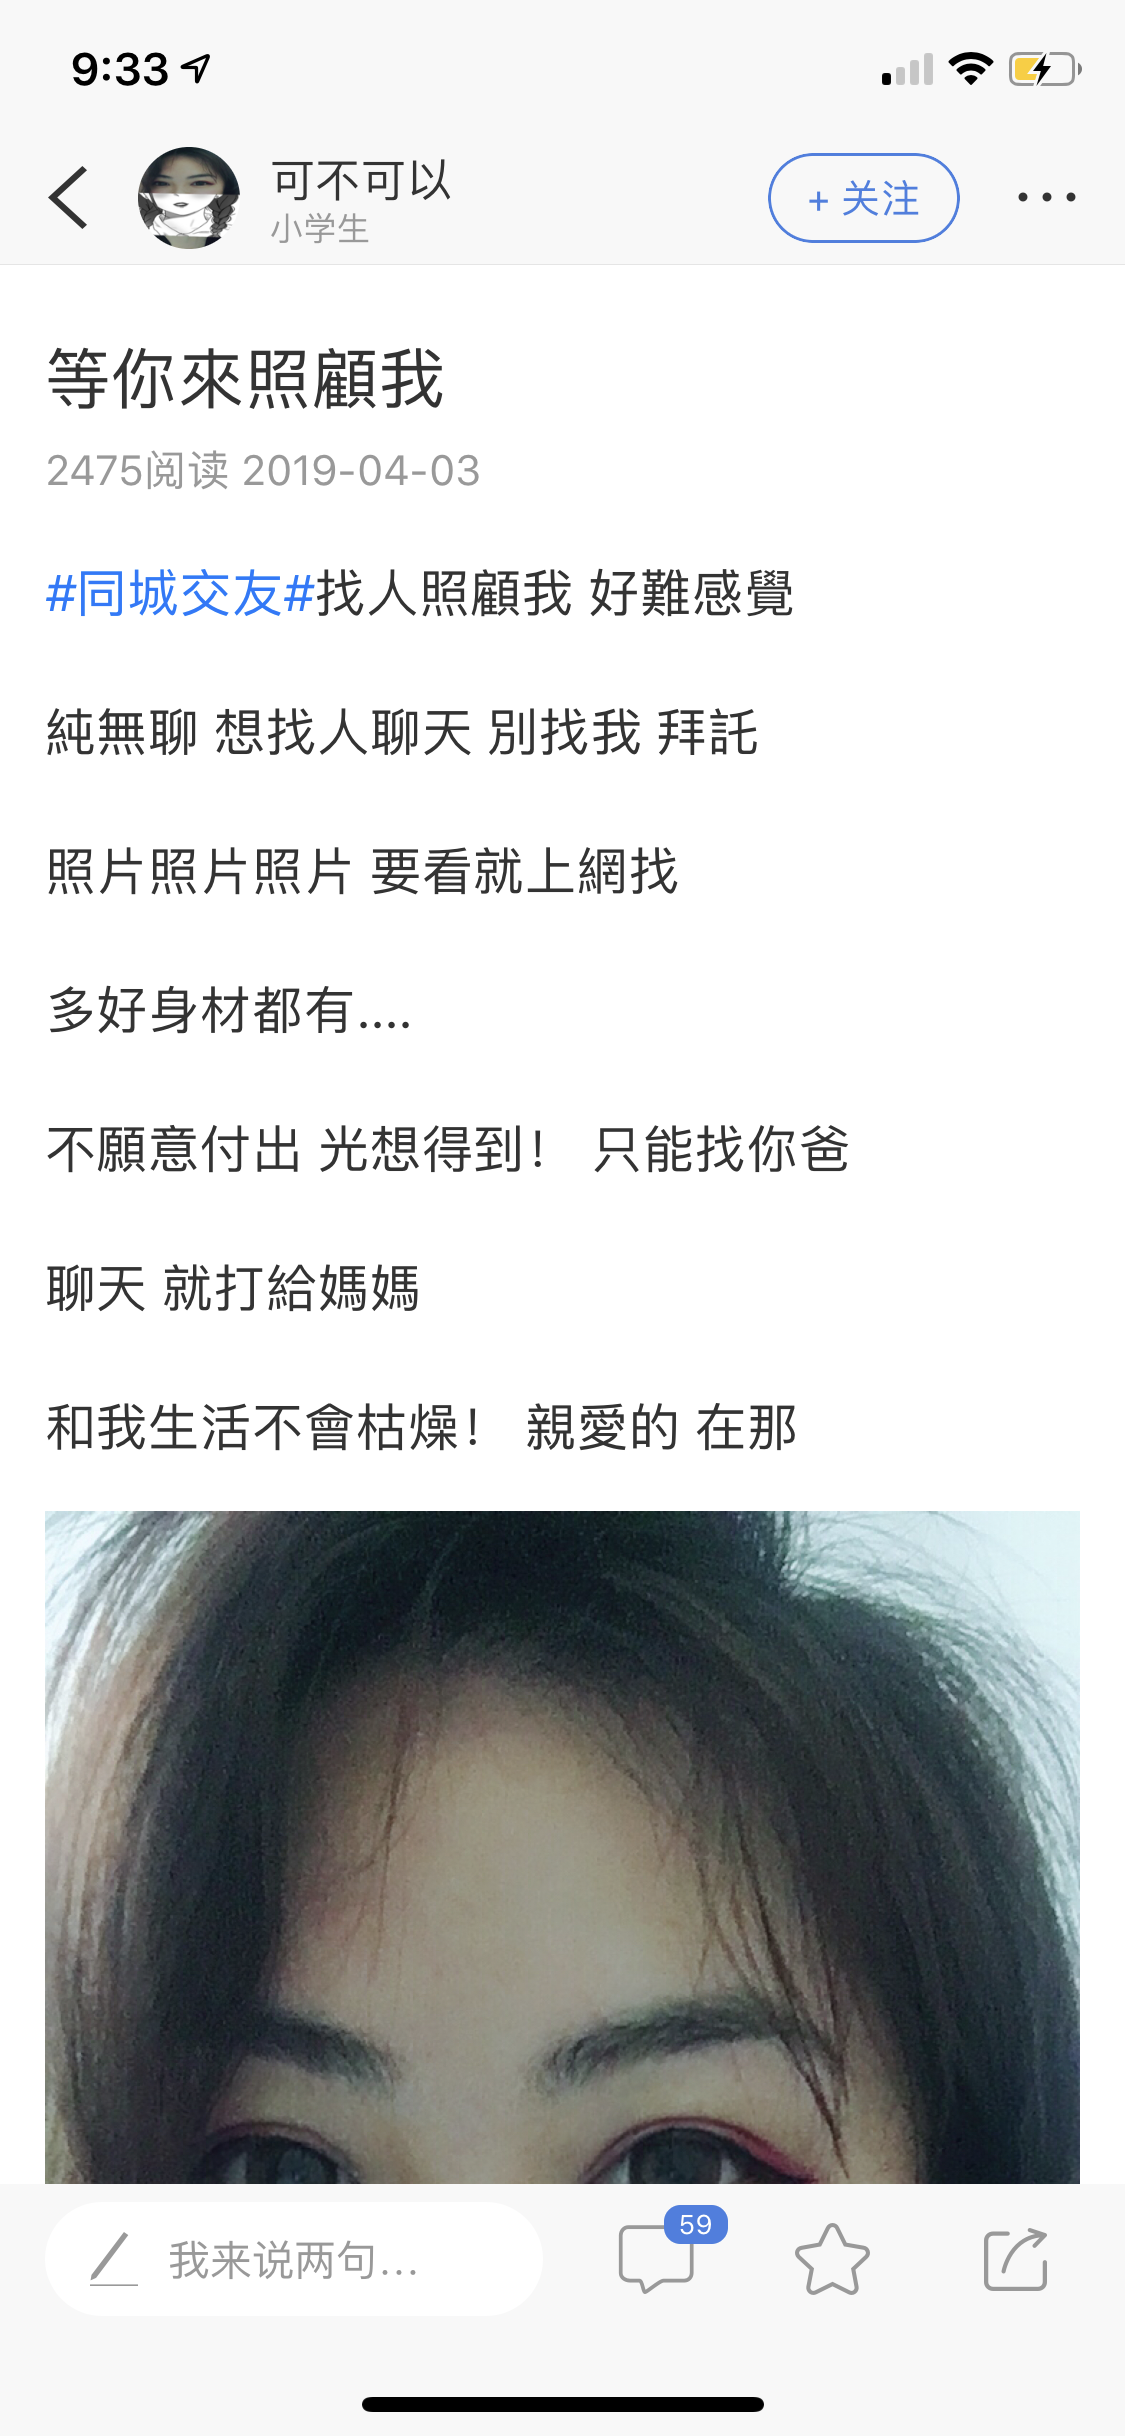 9:33
可不可以
小学生
+ 关注
等你來照顧我
2475阅读 2019-04-03
#同城交友#找人照顧我 好難感覺
純無聊 想找人聊天 別找我 拜託
照片照片照片 要看就上網找
多好身材都有....
不願意付出 光想得到！ 只能找你爸
聊天 就打給媽媽
和我生活不會枯燥！ 親愛的 在那
我来说两句...
59